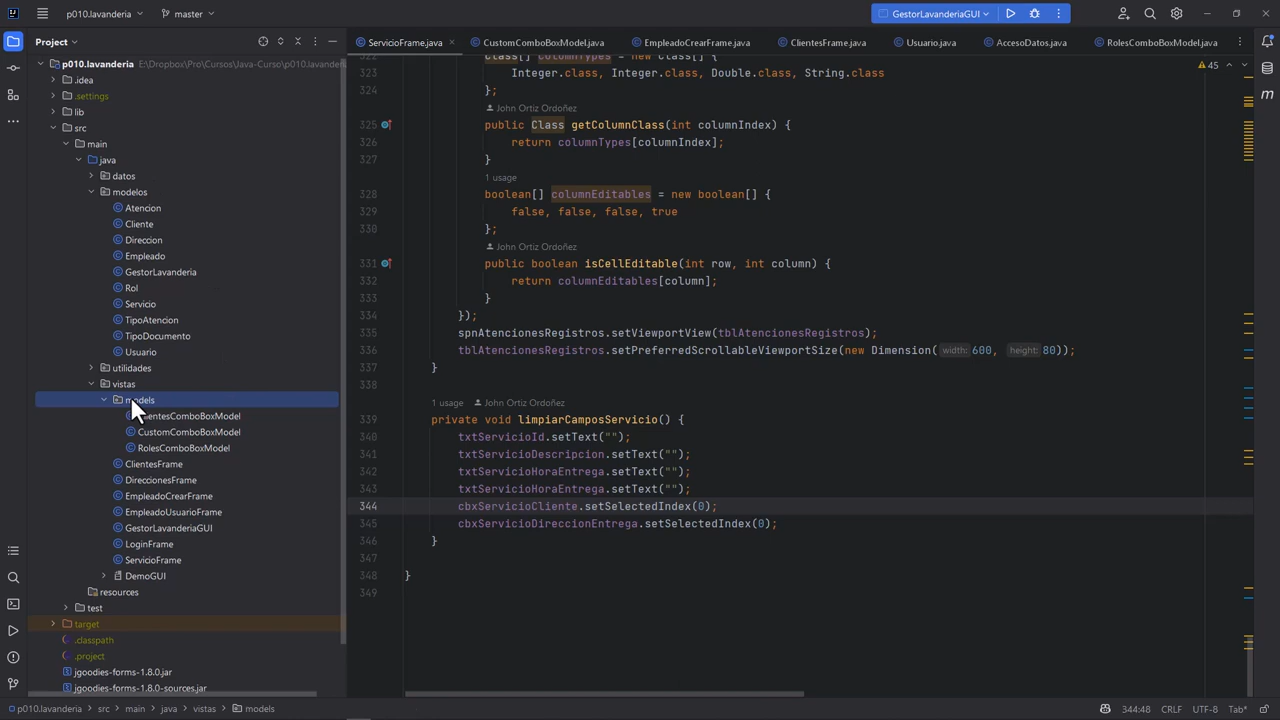 p010.lavanderia
master
GestorLavanderiaGUI
Project
ServicioFrame.java
CustomComboBoxModel.java
EmpleadoCrearFrame.java
ClientesFrame.java
Usuario.java
AccesoDatos.java
RolesComboBoxModel.java
p010.lavanderia E:\Dropbox\Pro\Cursos\Java-Curso\p010.lavanderi
.idea
.settings
lib
src
main
java
datos
modelos
Atencion
Cliente
Direccion
Empleado
GestorLavanderia
Rol
Servicio
TipoAtencion
TipoDocumento
Usuario
utilidades
vistas
models
entesComboBoxModel
CustomComboBoxModel
RolesComboBoxModel
ClientesFrame
DireccionesFrame
EmpleadoCrearFrame
EmpleadoUsuarioFrame
GestorLavanderiaGUI
LoginFrame
ServicioFrame
DemoGUI
resources
test
target
.classpath
.project
jgoodies-forms-1.8.0.jar
jgoodies-forms-1.8.0-sources.jar
45
322 Class[] columnTypes = new Class[] {
323 Integer.class, Integer.class, Double.class, String.class
324 };
John Ortiz Ordoñez
325 public Class getColumnClass(int columnIndex) {
326 return columnTypes[columnIndex];
327 }
1 usage
328 boolean[] columnEditables = new boolean[] {
329 false, false, false, true
330 };
John Ortiz Ordoñez
331 public boolean isCellEditable(int row, int column) {
332 return columnEditables[column];
333 }
334 });
335 spnAtencionesRegistros.setViewportView(tblAtencionesRegistros);
336 tblAtencionesRegistros.setPreferredScrollableViewportSize(new Dimension( width: 600, height: 80));
337 }
338
1 usage John Ortiz Ordoñez
339 private void limpiarCamposServicio() {
340 txtServicioId.setText("");
341 txtServicioDescripcion.setText("");
342 txtServicioHoraEntrega.setText("");
343 txtServicioHoraEntrega.setText("");
344 cbxServicioCliente.setSelectedIndex(0);
345 cbxServicioDireccionEntrega.setSelectedIndex(0);
346 }
347
348 }
349
p010.lavanderia > src > main > java > vistas > models
344:48 CRLF UTF-8 Tab*